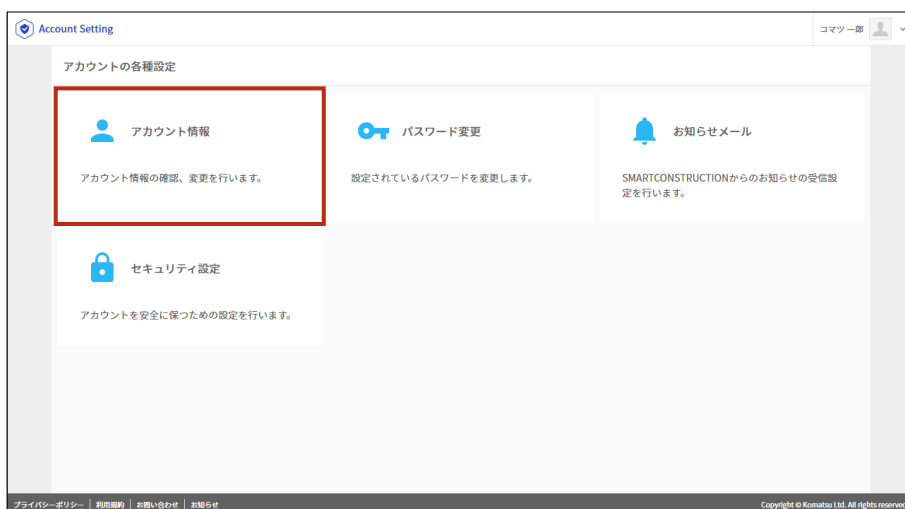 Account Setting
コマツ 一郎
アカウントの各種設定
アカウント情報
アカウント情報の確認、変更を行います。
パスワード変更
設定されているパスワードを変更します。
お知らせメール
SMARTCONSTRUCTIONからのお知らせの受信設
定を行います。
セキュリティ設定
アカウントを安全に保つための設定を行います。
プライバシーポリシー | 利用規約 | お問い合わせ | お知らせ
Copyright © Komatsu Ltd. All rights reserved